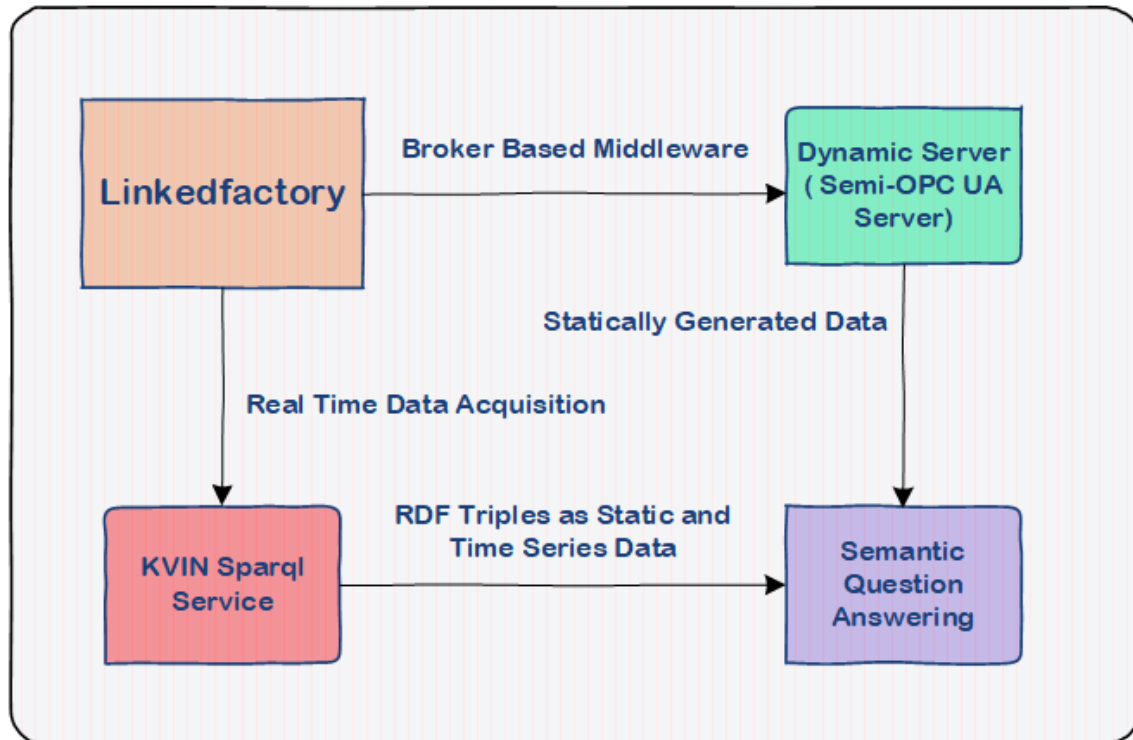 Linkedfactory
Broker Based Middleware
Dynamic Server
( Semi-OPC UA
Server)
Statically Generated Data
Real Time Data Acquisition
KVIN Sparql
Service
RDF Triples as Static and
Time Series Data
Semantic
Question
Answering